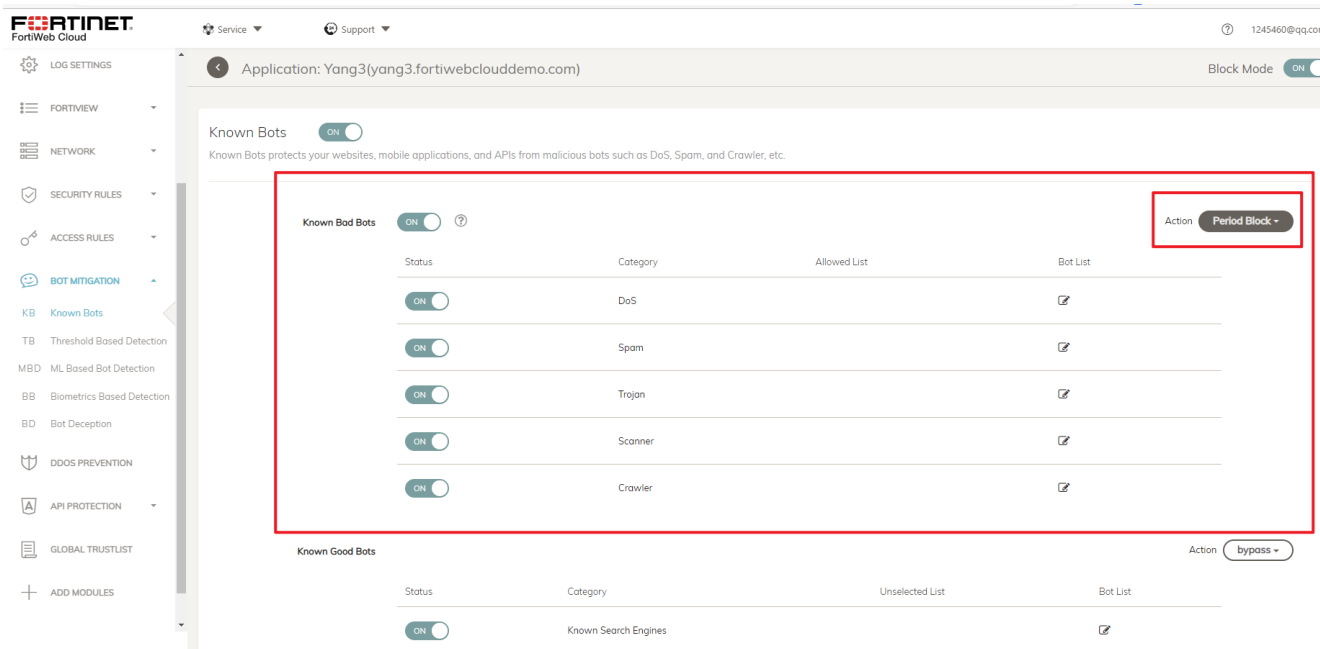 FORTINET
FortiWeb Cloud
Service
Support
1245460@qq.co
LOG SETTINGS
Application: Yang3(yang3.fortiwebclouddemo.com)
Block Mode
ON
FORTIVIEW
NETWORK
SECURITY RULES
ACCESS RULES
BOT MITIGATION
KB Known Bots
TB Threshold Based Detection
MBD ML Based Bot Detection
BB Biometrics Based Detection
BD Bot Deception
DDOS PREVENTION
API PROTECTION
GLOBAL TRUSTLIST
ADD MODULES
Known Bots ON
Known Bots protects your websites, mobile applications, and APIs from malicious bots such as DoS, Spam, and Crawler, etc.
Known Bad Bots ON
Action Period Block
Status Category Allowed List Bot List
ON DoS
ON Spam
ON Trojan
ON Scanner
ON Crawler
Known Good Bots
Action bypass
Status Category Unselected List Bot List
ON Known Search Engines